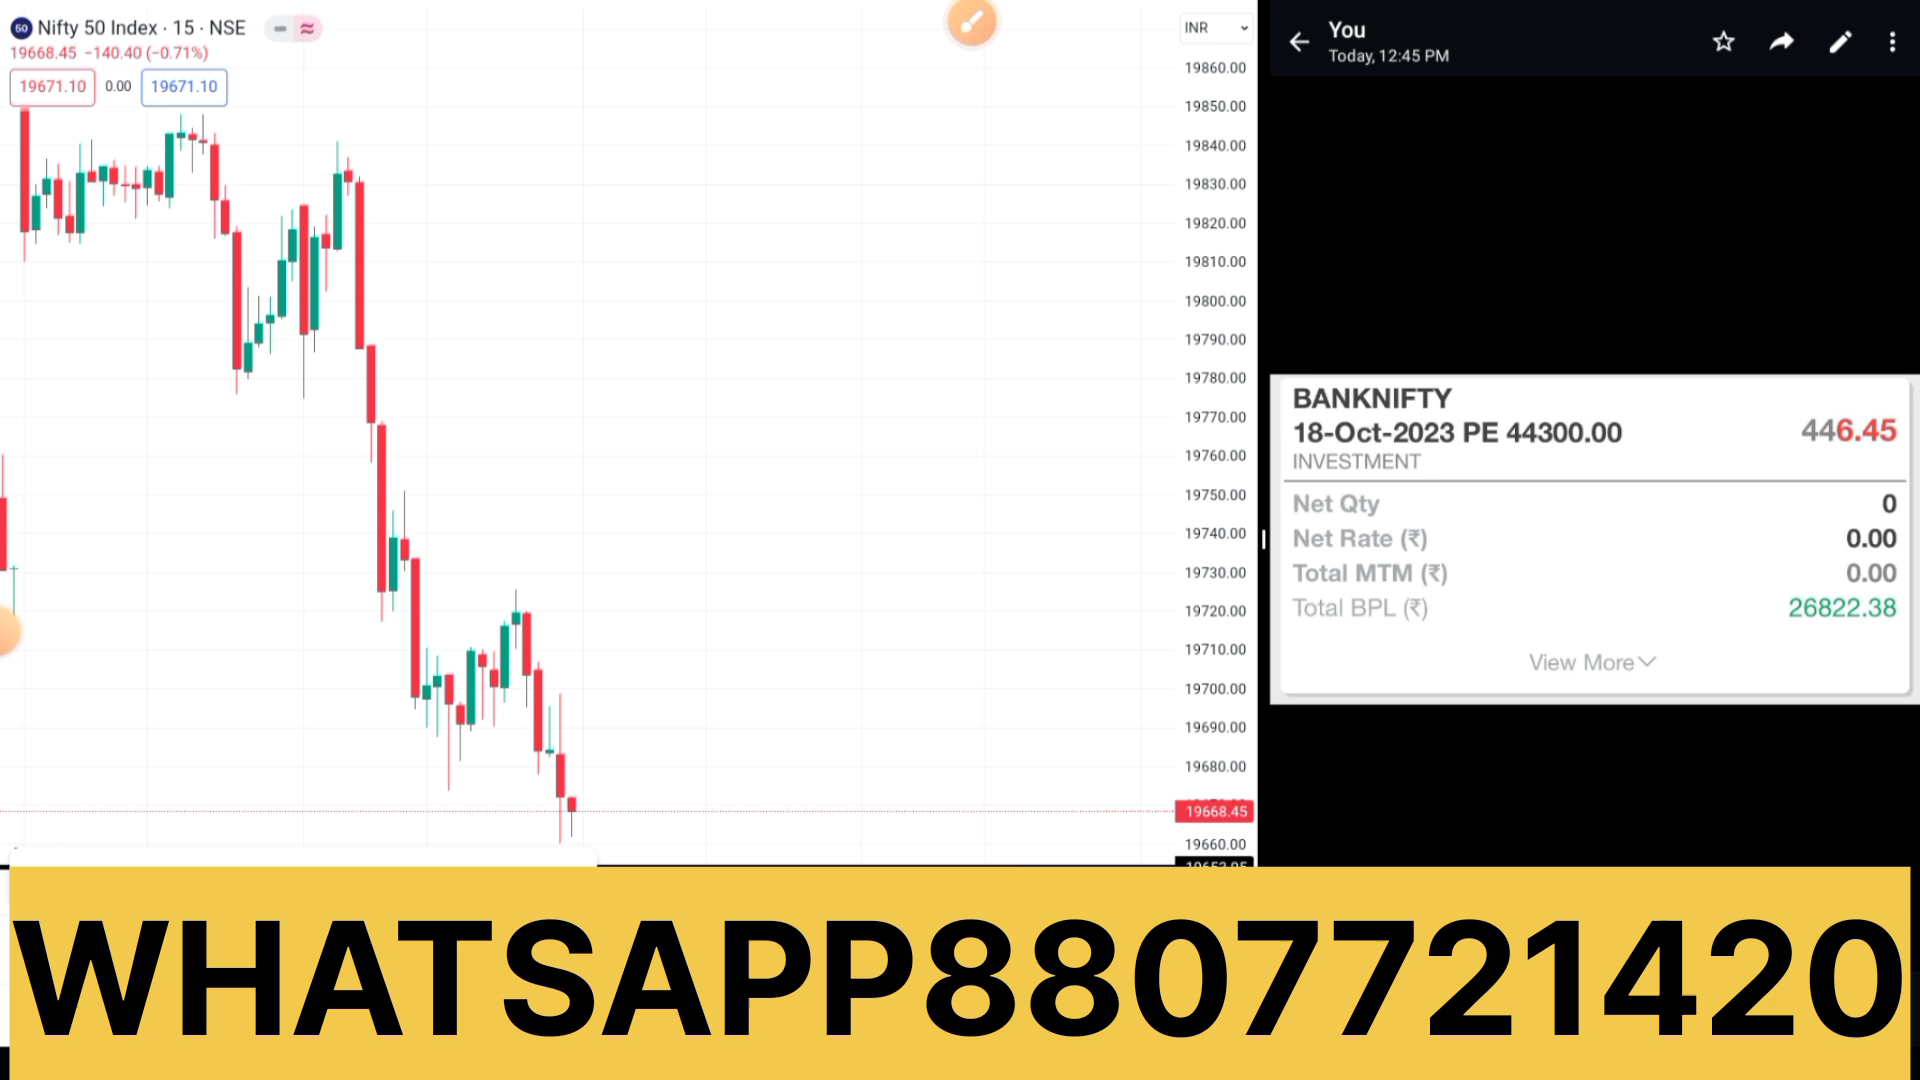 50 Nifty 50 Index · 15 · NSE
19668.45 −140.40 (−0.71%)
19671.10 0.00 19671.10
INR
19860.00
19850.00
19840.00
19830.00
19820.00
19810.00
19800.00
19790.00
19780.00
19770.00
19760.00
19750.00
19740.00
19730.00
19720.00
19710.00
19700.00
19690.00
19680.00
19668.45
19660.00
You
Today, 12:45 PM
BANKNIFTY
18-Oct-2023 PE 44300.00 446.45
INVESTMENT
Net Qty 0
Net Rate (₹) 0.00
Total MTM (₹) 0.00
Total BPL (₹) 26822.38
View More
WHATSAPP8807721420